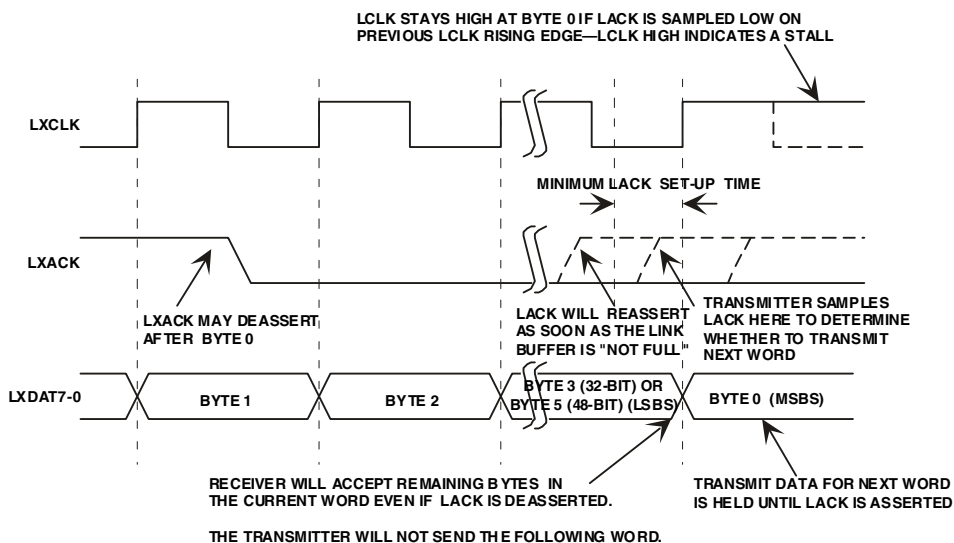 LCLK STAYS HIGH AT BYTE 0 IF LACK IS SAMPLED LOW ON
PREVIOUS LCLK RISING EDGE—LCLK HIGH INDICATES A STALL
LXCLK
MINIMUM LACK SET-UP TIME
LXACK
LXACK MAY DEASSERT
AFTER BYTE 0
LACK WILL REASSERT
AS SOON AS THE LINK
BUFFER IS "NOT FULL"
TRANSMITTER SAMPLES
LACK HERE TO DETERMINE
WHETHER TO TRANSMIT
NEXT WORD
LXDAT7-0
BYTE 1
BYTE 2
BYTE 3 (32-BIT) OR
BYTE 5 (48-BIT) (LSBS)
BYTE 0 (MSBS)
RECEIVER WILL ACCEPT REMAINING BYTES IN
THE CURRENT WORD EVEN IF LACK IS DEASSERTED.
THE TRANSMITTER WILL NOT SEND THE FOLLOWING WORD.
TRANSMIT DATA FOR NEXT WORD
IS HELD UNTIL LACK IS ASSERTED